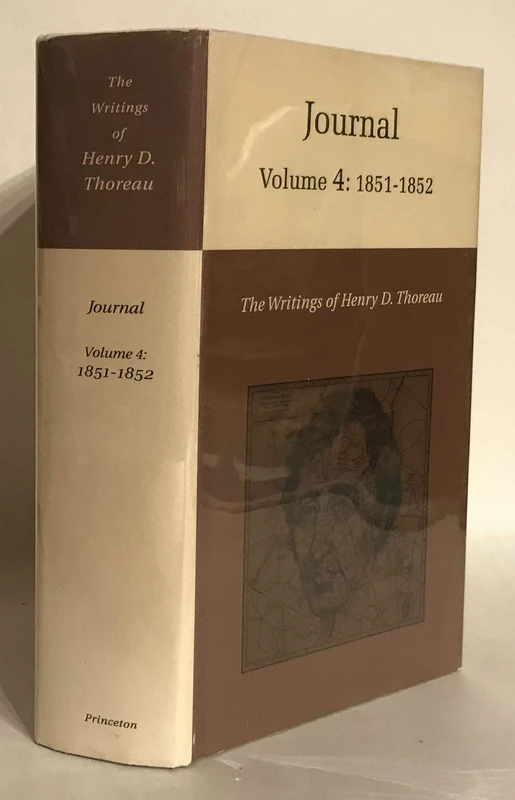 The
Writings
of
Henry D.
Thoreau
Journal
Volume 4:
1851-1852
Princeton
Journal
Volume 4: 1851-1852
The Writings of Henry D. Thoreau